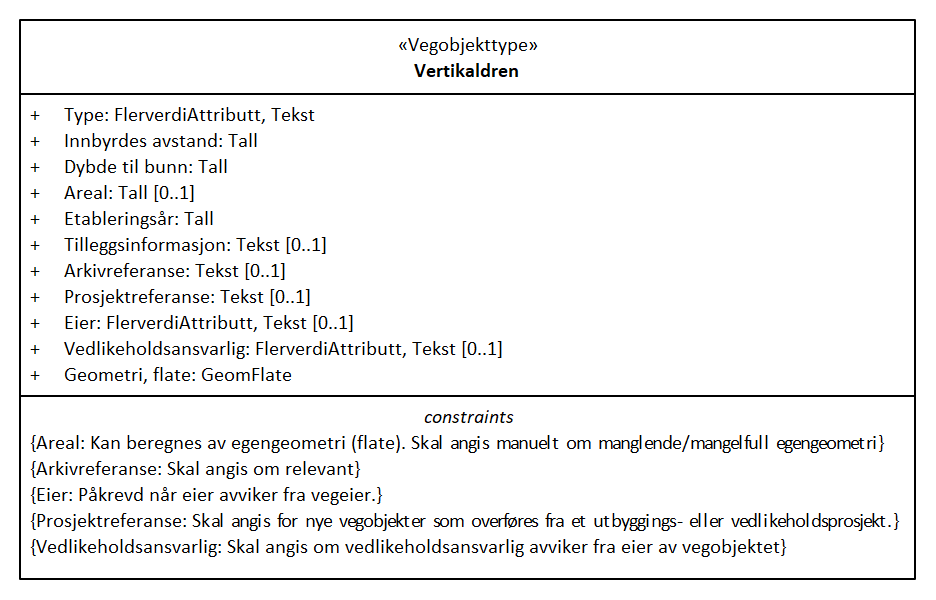 «Vegobjekttype»
Vertikaldren
+ Type: FlerverdiAttributt, Tekst
+ Innbyrdes avstand: Tall
+ Dybde til bunn: Tall
+ Areal: Tall [0..1]
+ Etableringsår: Tall
+ Tilleggsinformasjon: Tekst [0..1]
+ Arkivreferanse: Tekst [0..1]
+ Prosjektreferanse: Tekst [0..1]
+ Eier: FlerverdiAttributt, Tekst [0..1]
+ Vedlikeholdsansvarlig: FlerverdiAttributt, Tekst [0..1]
+ Geometri, flate: GeomFlate
constraints
{Areal: Kan beregnes av egengeometri (flate). Skal angis manuelt om manglende/mangelfull egengeometri}
{Arkivreferanse: Skal angis om relevant}
{Eier: Påkrevd når eier avviker fra vegeier.}
{Prosjektreferanse: Skal angis for nye vegobjekter som overføres fra et utbyggings- eller vedlikeholdsprosjekt.}
{Vedlikeholdsansvarlig: Skal angis om vedlikeholdsansvarlig avviker fra eier av vegobjektet}